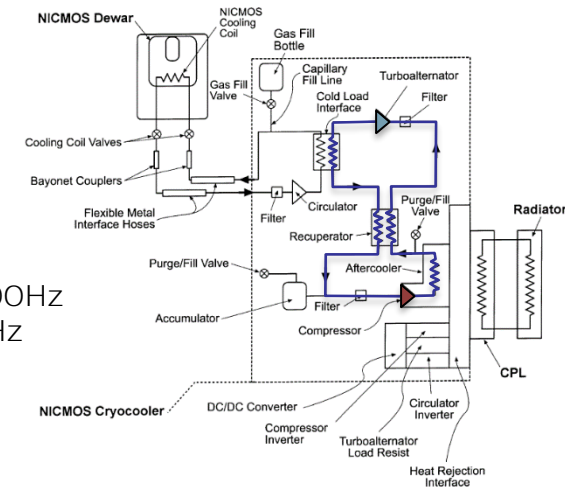 NICMOS Dewar
NICMOS
Cooling
Coil
Gas Fill
Bottle
Gas Fill
Valve
Capillary
Fill Line
Cold Load
Interface
Turboalternator
Filter
Cooling Coil Valves
Bayonet Couplers
Flexible Metal
Interface Hoses
Filter
Circulator
Recuperator
Purge/Fill
Valve
Radiator
Purge/Fill Valve
Aftercooler
Accumulator
Filter
Compressor
00Hz
Hz
CPL
NICMOS Cryocooler
DC/DC Converter
Compressor
Inverter
Turboalternator
Load Resist
Circulator
Inverter
Heat Rejection
Interface